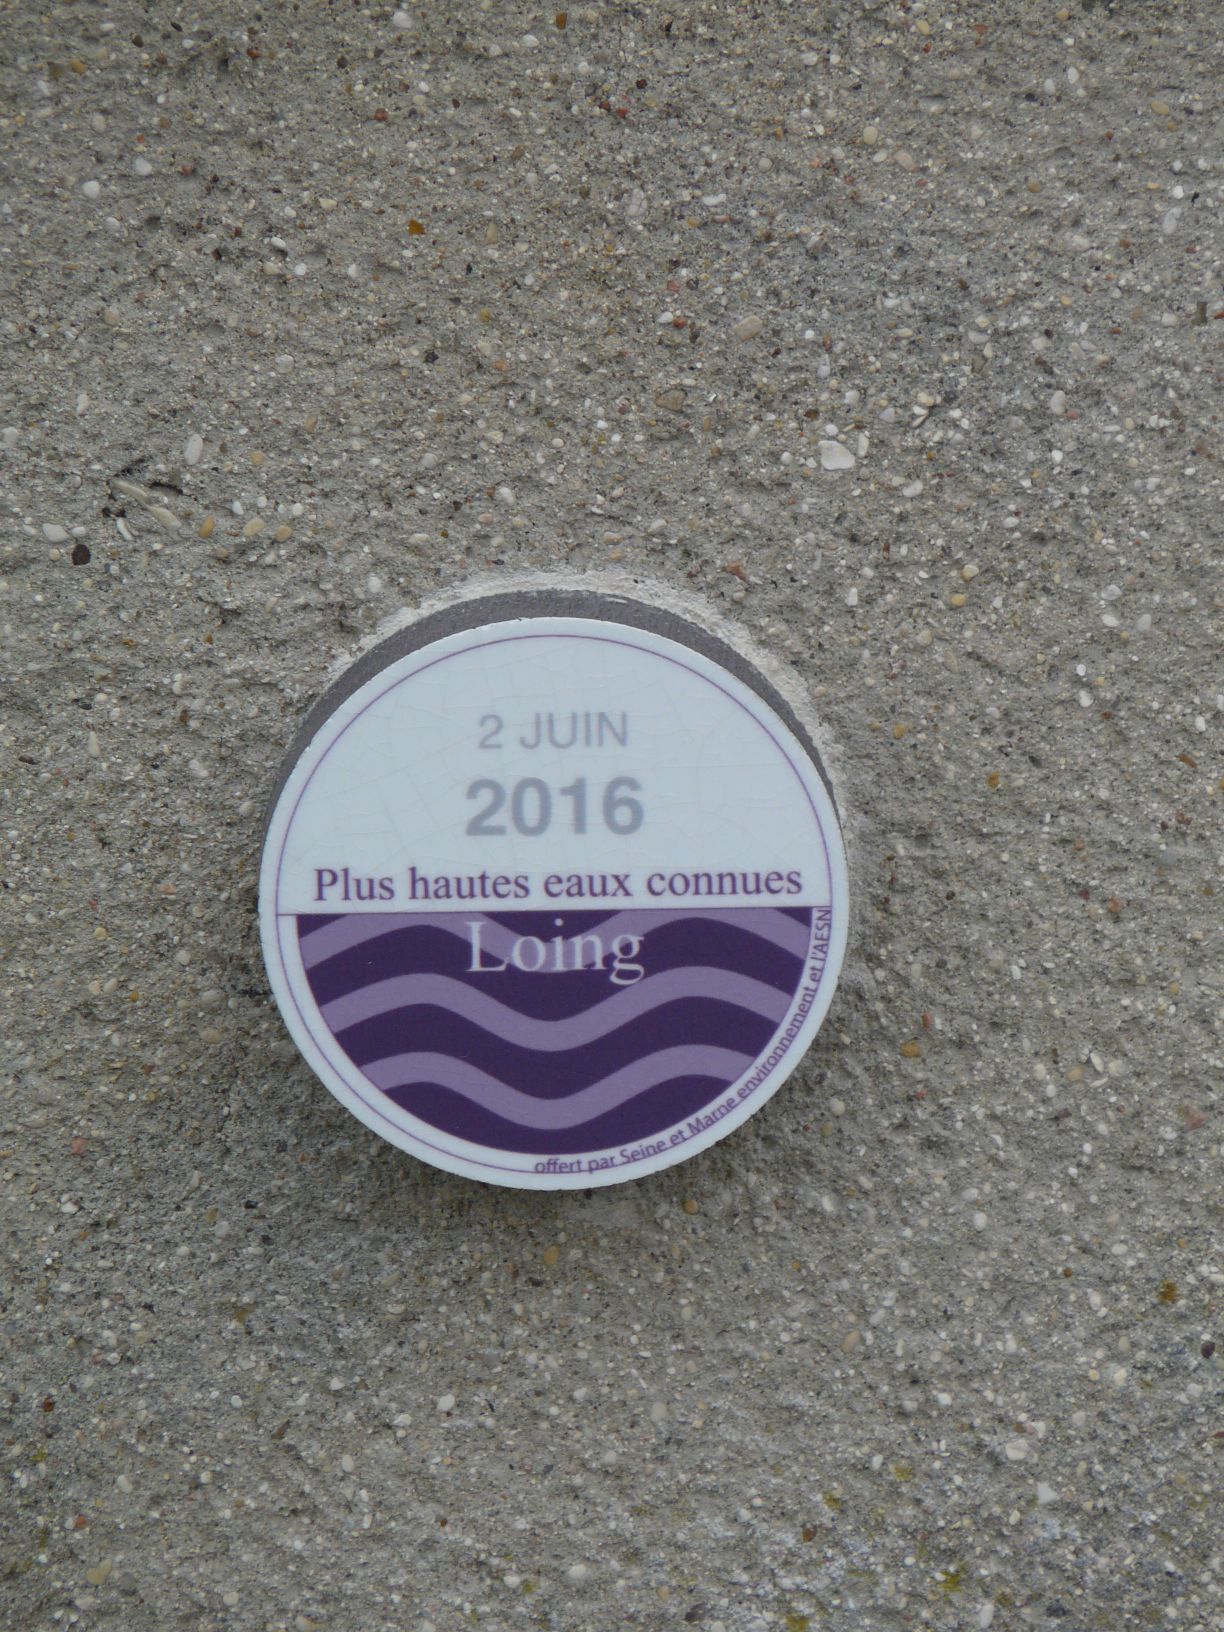 2 JUIN
2016
Plus hautes eaux connues
Loing
offert par Seine et Marne environnement et l'AESN